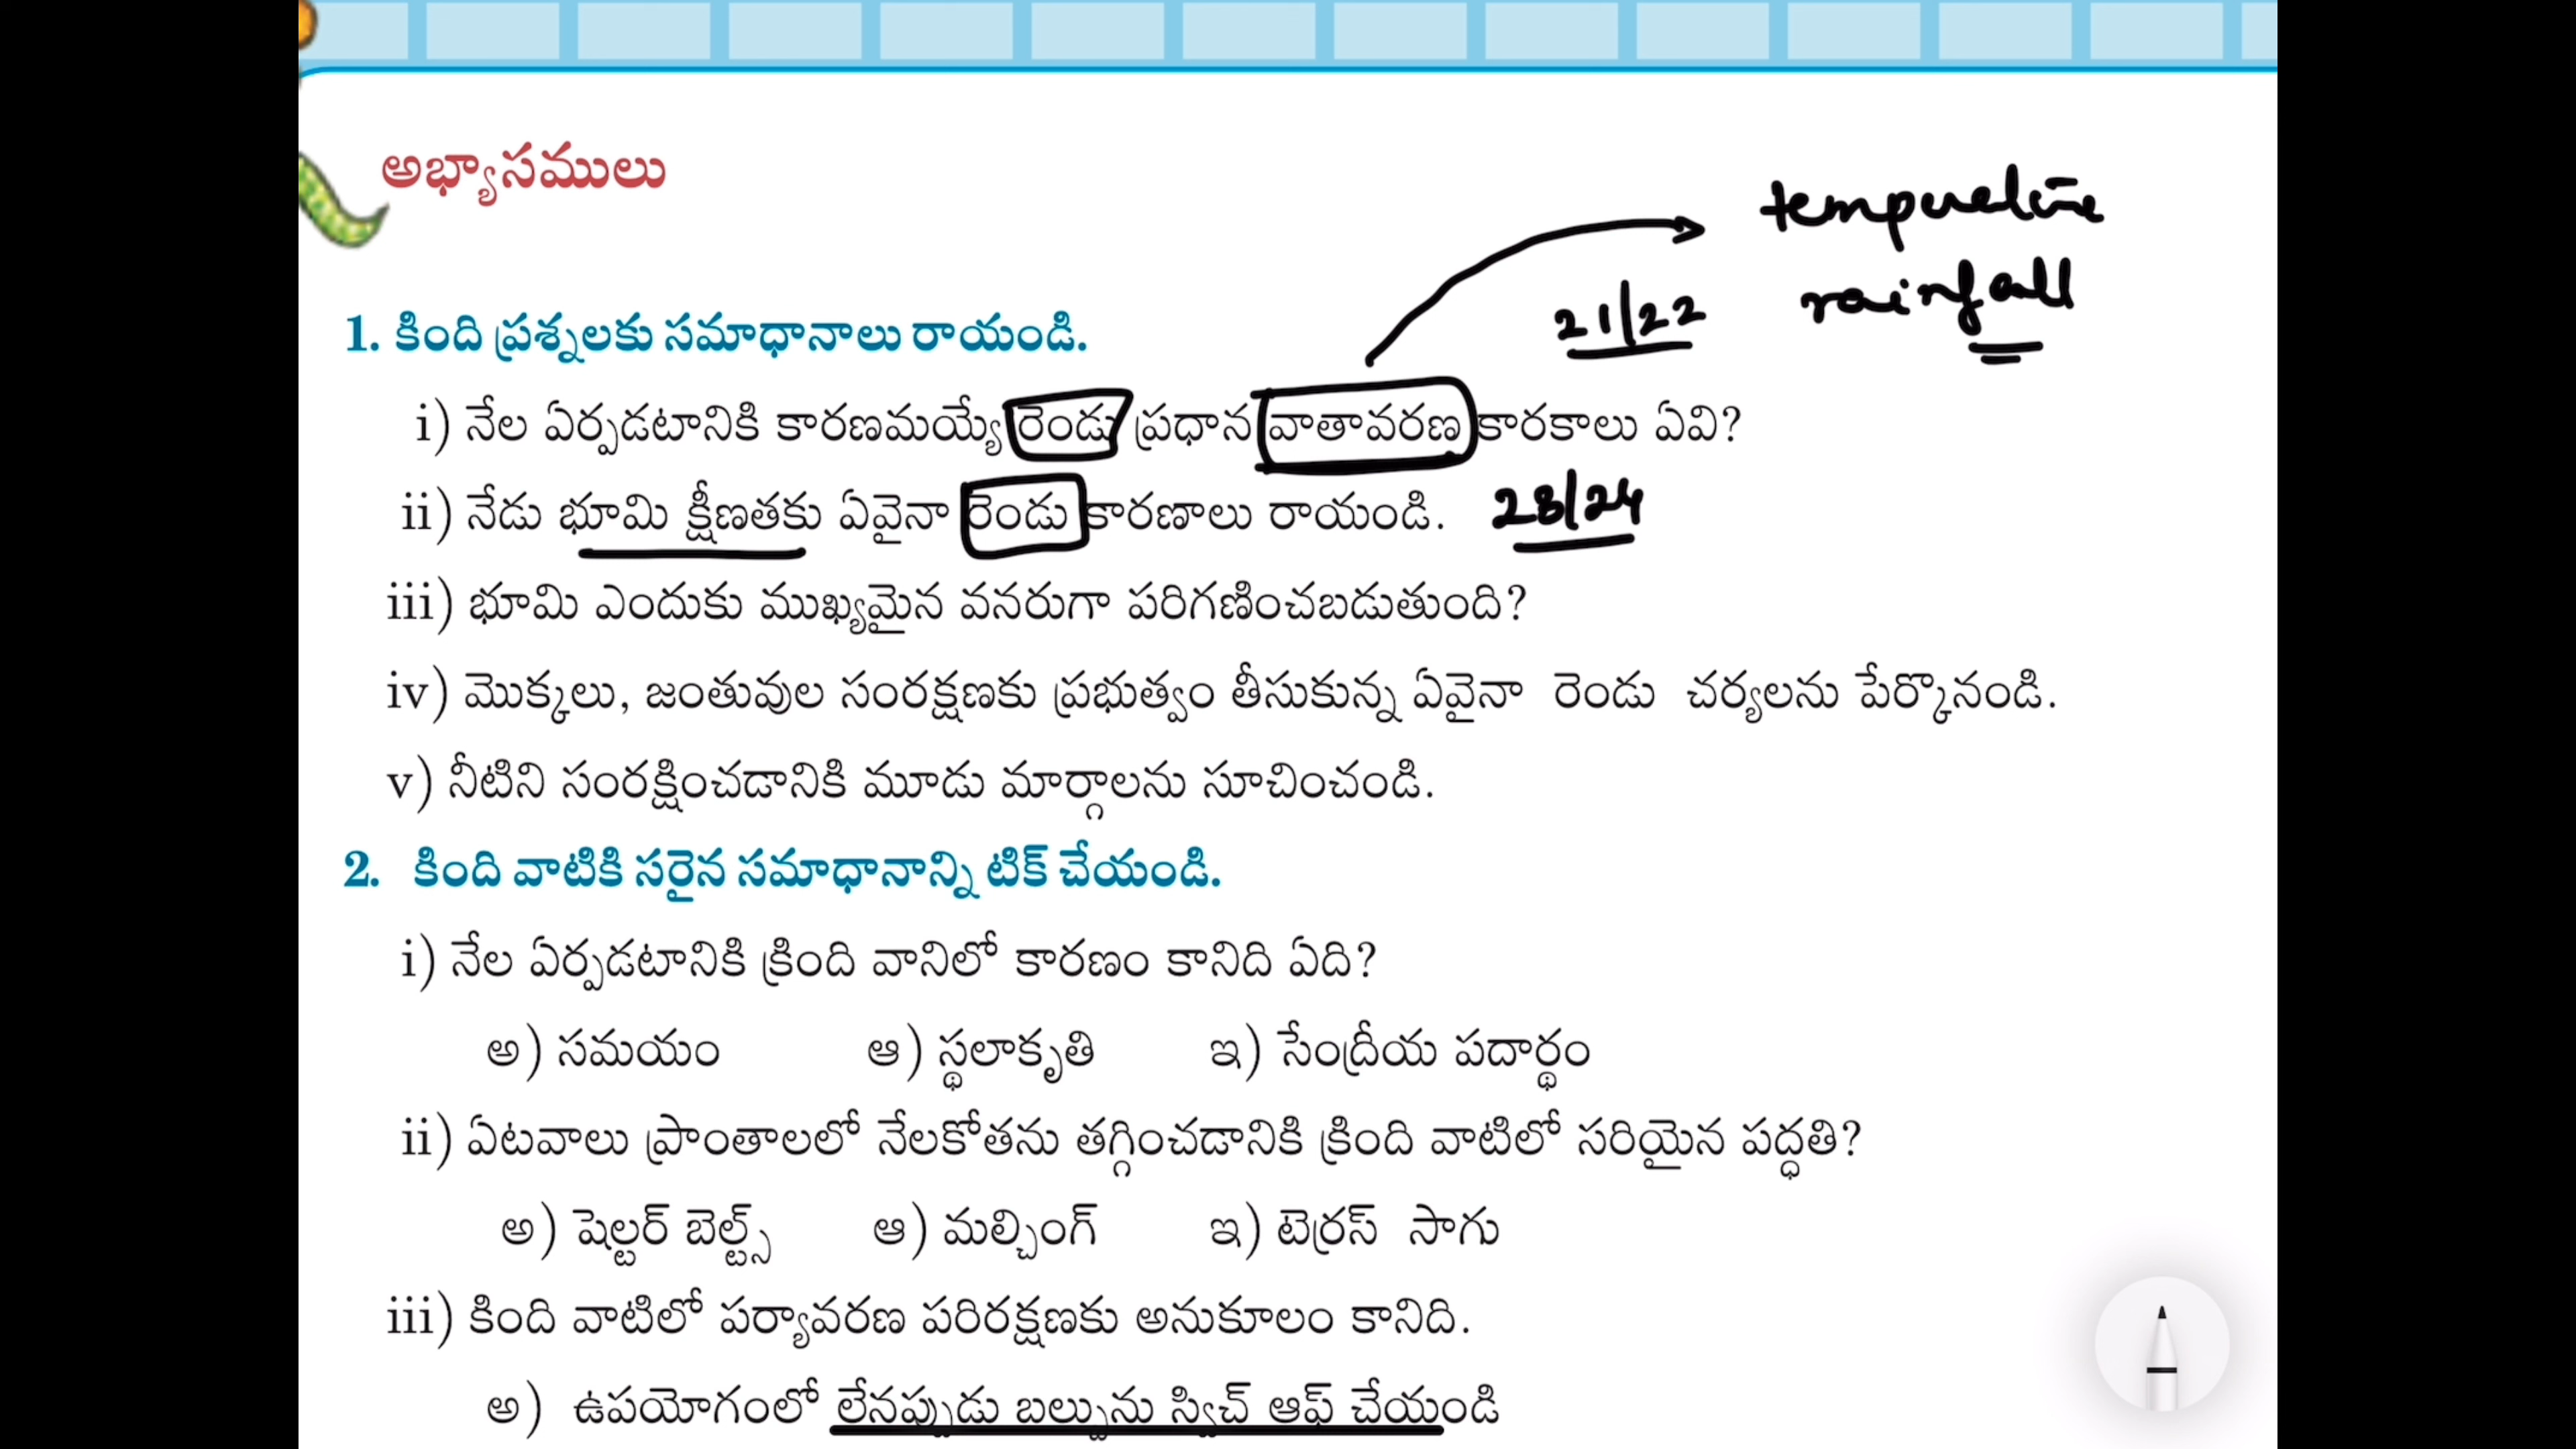 అభ్యాసములు
temperature
rainfall
21/22
1. కింది ప్రశ్నలకు సమాధానాలు రాయండి.
i) నేల ఏర్పడటానికి కారణమయ్యే రెండు ప్రధాన వాతావరణ కారకాలు ఏవి?
ii) నేడు భూమి క్షీణతకు ఏవైనా రెండు కారణాలు రాయండి. 23/24
iii) భూమి ఎందుకు ముఖ్యమైన వనరుగా పరిగణించబడుతుంది?
iv) మొక్కలు, జంతువుల సంరక్షణకు ప్రభుత్వం తీసుకున్న ఏవైనా రెండు చర్యలను పేర్కొనండి.
v) నీటిని సంరక్షించడానికి మూడు మార్గాలను సూచించండి.
2. కింది వాటికి సరైన సమాధానాన్ని టిక్ చేయండి.
i) నేల ఏర్పడటానికి క్రింది వానిలో కారణం కానిది ఏది?
అ) సమయం ఆ) స్థలాకృతి ఇ) సేంద్రీయ పదార్థం
ii) ఏటవాలు ప్రాంతాలలో నేలకోతను తగ్గించడానికి క్రింది వాటిలో సరియైన పద్ధతి?
అ) షెల్టర్ బెల్ట్స్ ఆ) మల్చింగ్ ఇ) టెర్రస్ సాగు
iii) కింది వాటిలో పర్యావరణ పరిరక్షణకు అనుకూలం కానిది.
అ) ఉపయోగంలో లేనప్పుడు బల్బును స్విచ్ ఆఫ్ చేయండి